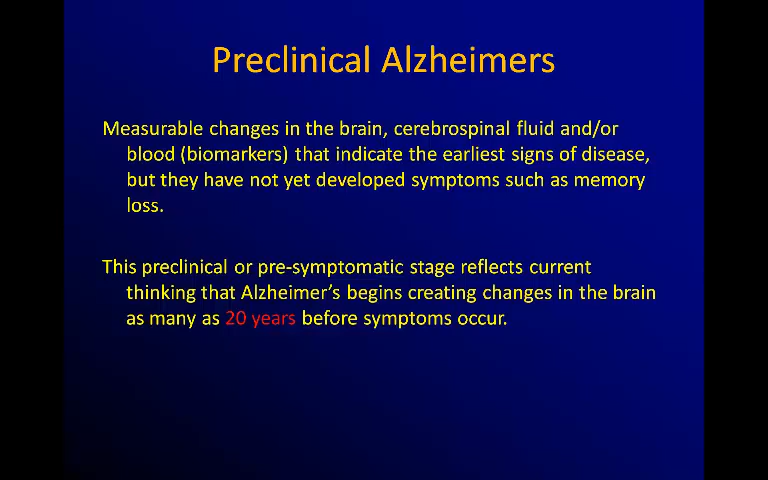 Preclinical Alzheimers
Measurable changes in the brain, cerebrospinal fluid and/or
blood (biomarkers) that indicate the earliest signs of disease,
but they have not yet developed symptoms such as memory
loss.
This preclinical or pre-symptomatic stage reflects current
thinking that Alzheimer’s begins creating changes in the brain
as many as 20 years before symptoms occur.